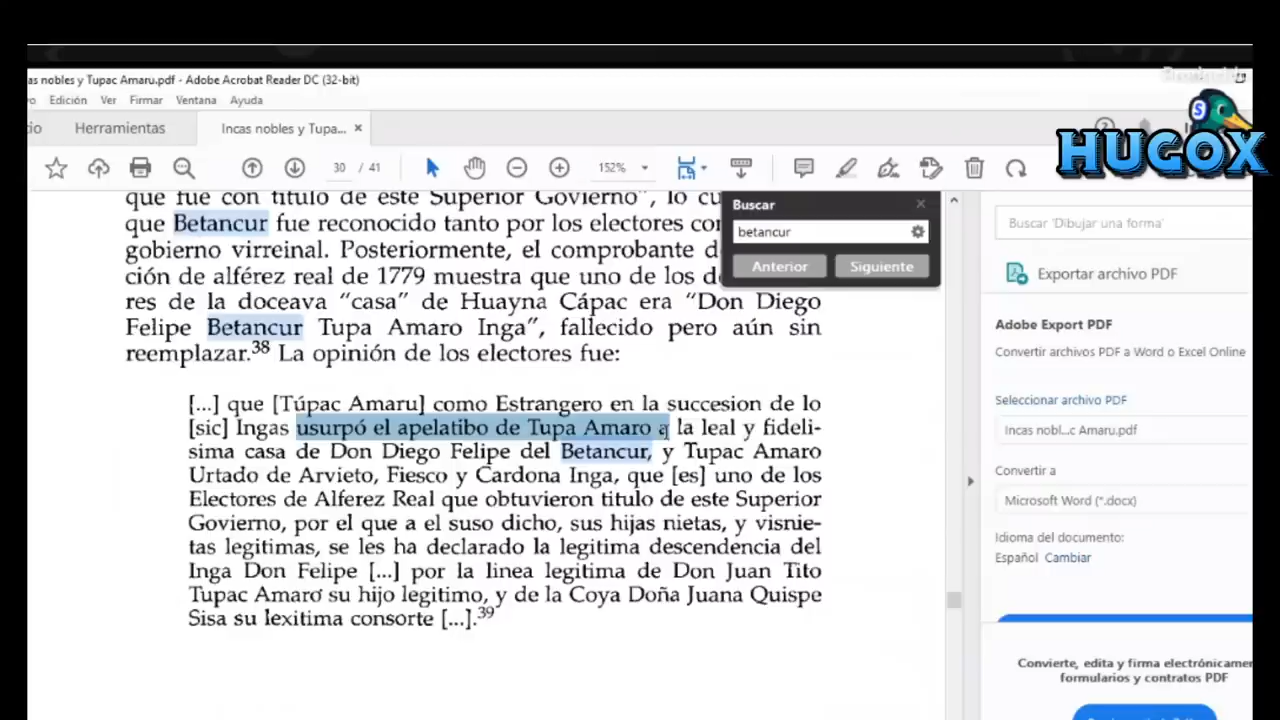 as nobles y Tupac Amaru.pdf - Adobe Acrobat Reader DC (32-bit)
Edición Ver Firmar Ventana Ayuda
Herramientas
Incas nobles y Tupa... ×
HUGOX
30 / 41
152%
que fue con titulo de este Superior Govierno", lo
que Betancur fue reconocido tanto por los electores
gobierno virreinal. Posteriormente, el comprobante
ción de alférez real de 1779 muestra que uno de los
res de la doceava "casa" de Huayna Cápac era "Don Diego
Felipe Betancur Tupa Amaro Inga", fallecido pero aún sin
reemplazar.38 La opinión de los electores fue:
[...] que [Túpac Amaru] como Estrangero en la succesion de lo
[sic] Ingas usurpó el apelatibo de Tupa Amaro a la leal y fideli-
sima casa de Don Diego Felipe del Betancur, y Tupac Amaro
Urtado de Arvieto, Fiesco y Cardona Inga, que [es] uno de los
Electores de Alferez Real que obtuvieron titulo de este Superior
Govierno, por el que a el suso dicho, sus hijas nietas, y visnie-
tas legitimas, se les ha declarado la legitima descendencia del
Inga Don Felipe [...] por la linea legitima de Don Juan Tito
Tupac Amaro su hijo legitimo, y de la Coya Doña Juana Quispe
Sisa su lexitima consorte [...].39
Buscar
betancur
Anterior Siguiente
Buscar 'Dibujar una forma'
Exportar archivo PDF
Adobe Export PDF
Convertir archivos PDF a Word o Excel Online
Seleccionar archivo PDF
Incas nobl...c Amaru.pdf
Convertir a
Microsoft Word (*.docx)
Idioma del documento:
Español Cambiar
Convierte, edita y firma electrónicame
formularios y contratos PDF